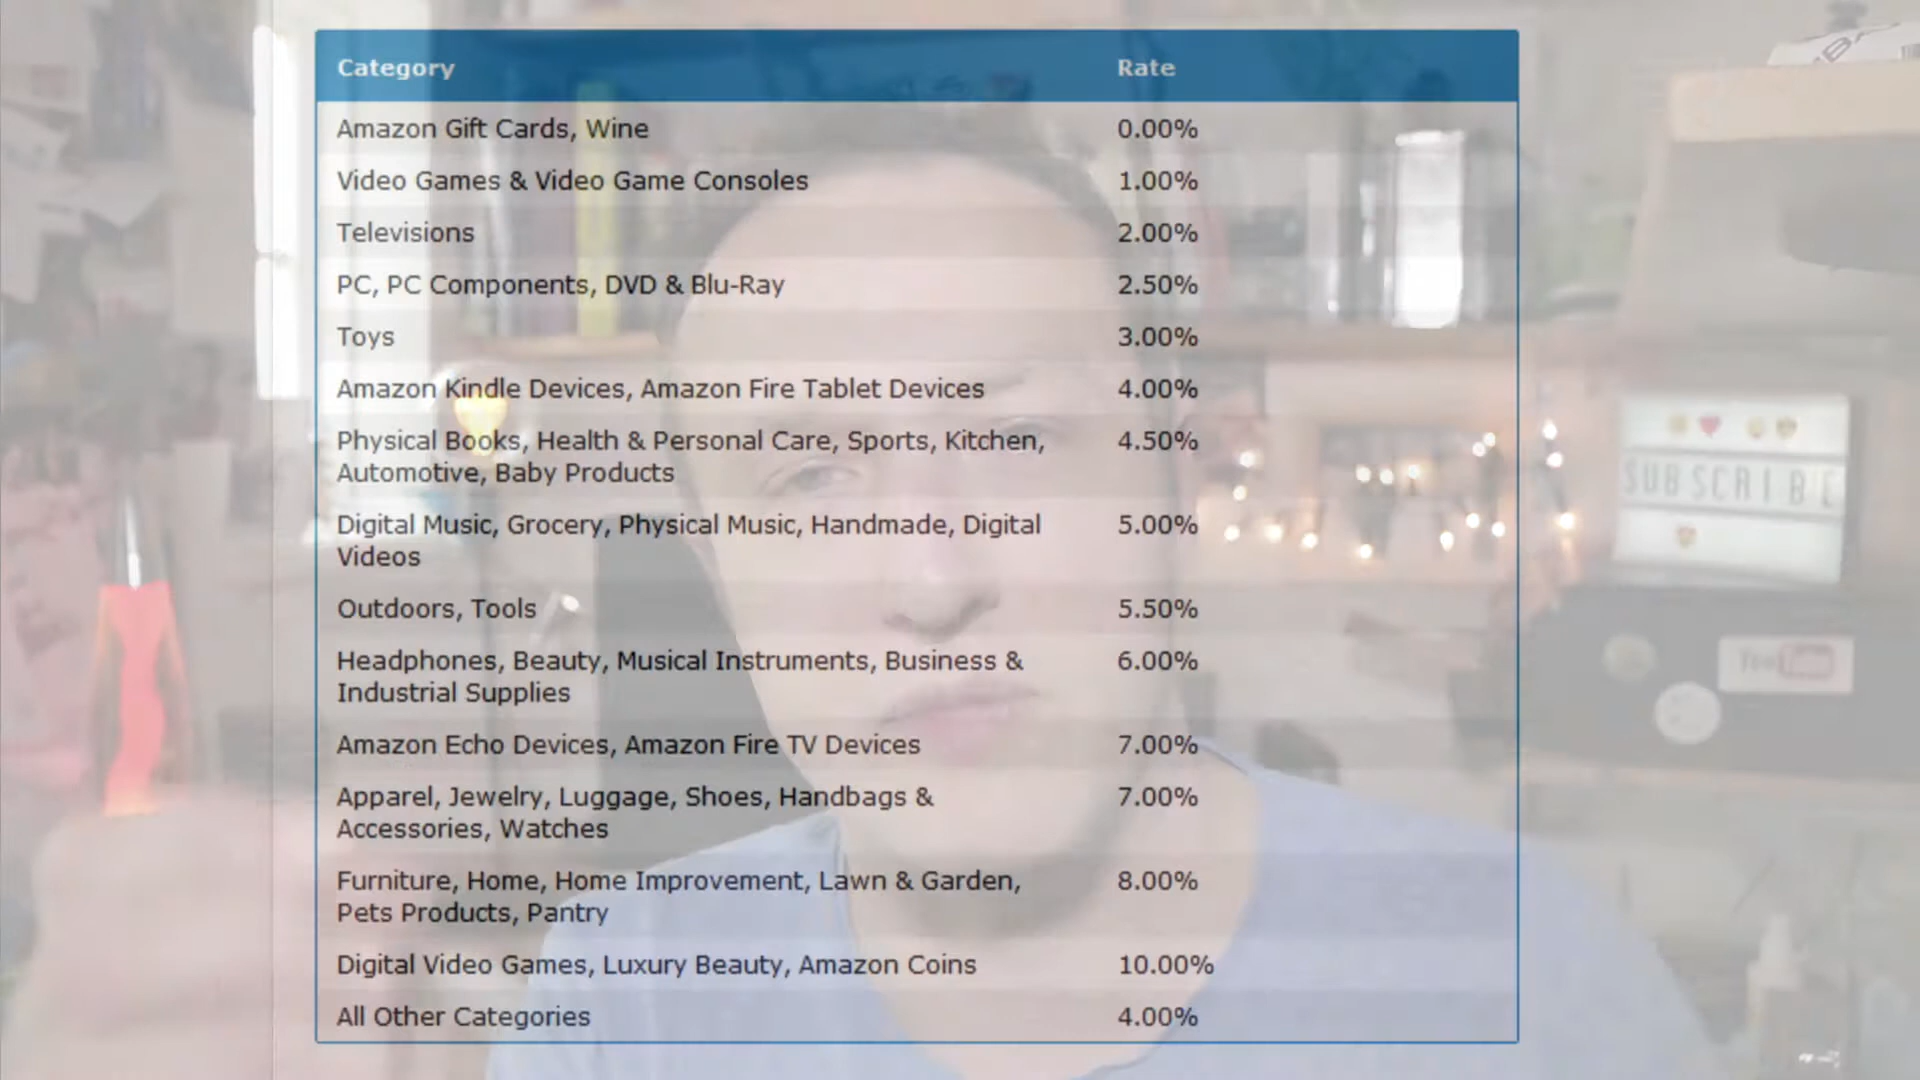 Category Rate
Amazon Gift Cards, Wine 0.00%
Video Games & Video Game Consoles 1.00%
Televisions 2.00%
PC, PC Components, DVD & Blu-Ray 2.50%
Toys 3.00%
Amazon Kindle Devices, Amazon Fire Tablet Devices 4.00%
Physical Books, Health & Personal Care, Sports, Kitchen, 4.50%
Automotive, Baby Products
Digital Music, Grocery, Physical Music, Handmade, Digital 5.00%
Videos
Outdoors, Tools 5.50%
Headphones, Beauty, Musical Instruments, Business & 6.00%
Industrial Supplies
Amazon Echo Devices, Amazon Fire TV Devices 7.00%
Apparel, Jewelry, Luggage, Shoes, Handbags & 7.00%
Accessories, Watches
Furniture, Home, Home Improvement, Lawn & Garden, 8.00%
Pets Products, Pantry
Digital Video Games, Luxury Beauty, Amazon Coins 10.00%
All Other Categories 4.00%
SUBSCRIBE
You